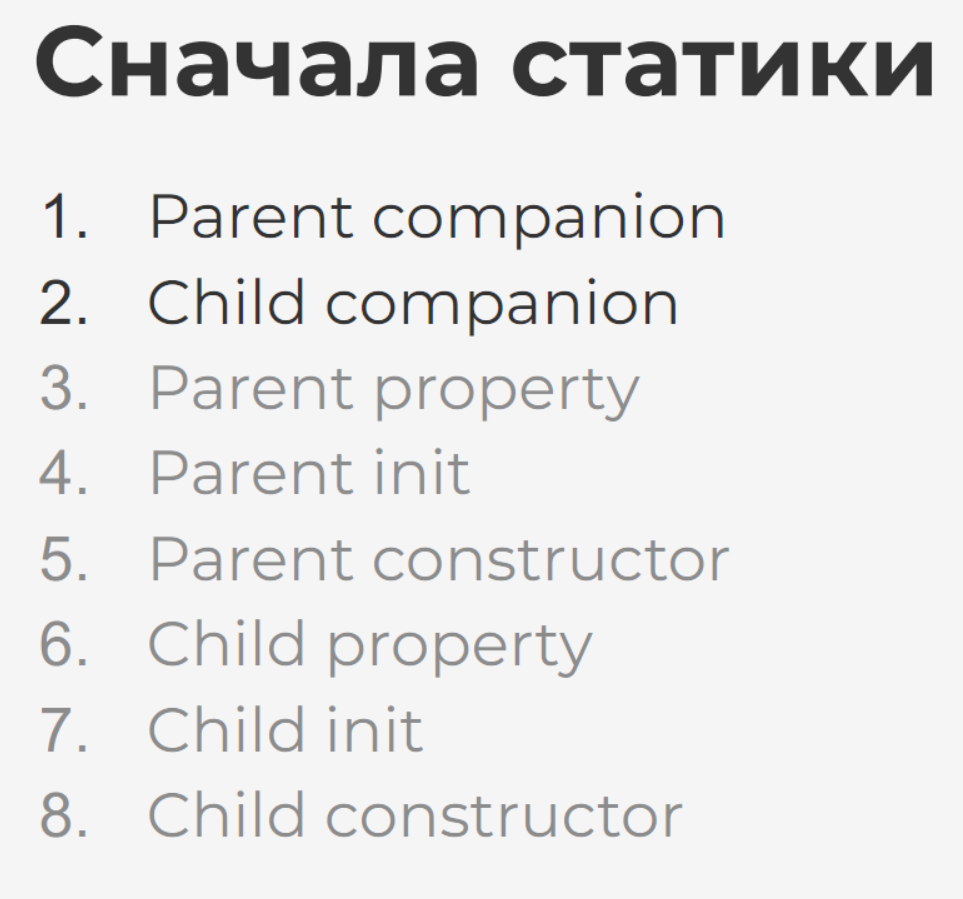 Сначала статики
1. Parent companion
2. Child companion
3. Parent property
4. Parent init
5. Parent constructor
6. Child property
7. Child init
8. Child constructor